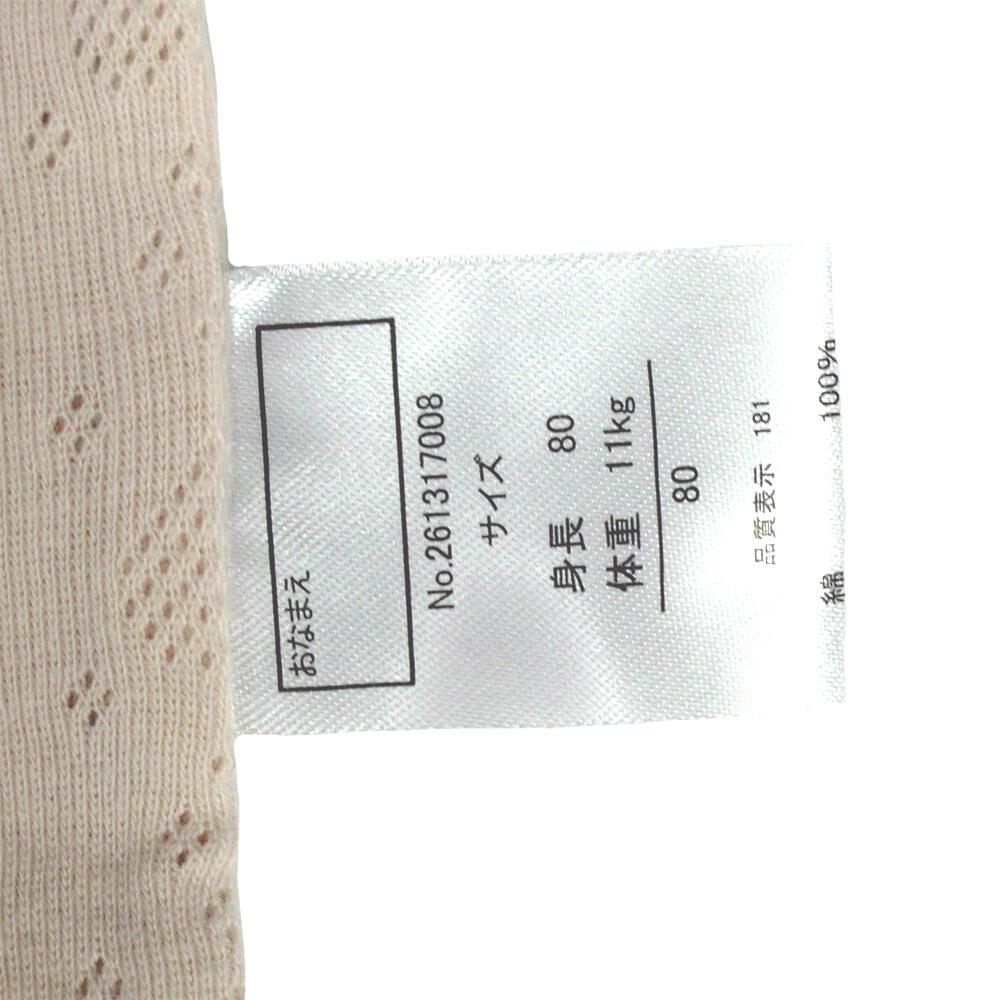 おなまえ
No.261317008
サイズ
身長 80
体重 11kg
80
品質表示 181
綿 100%